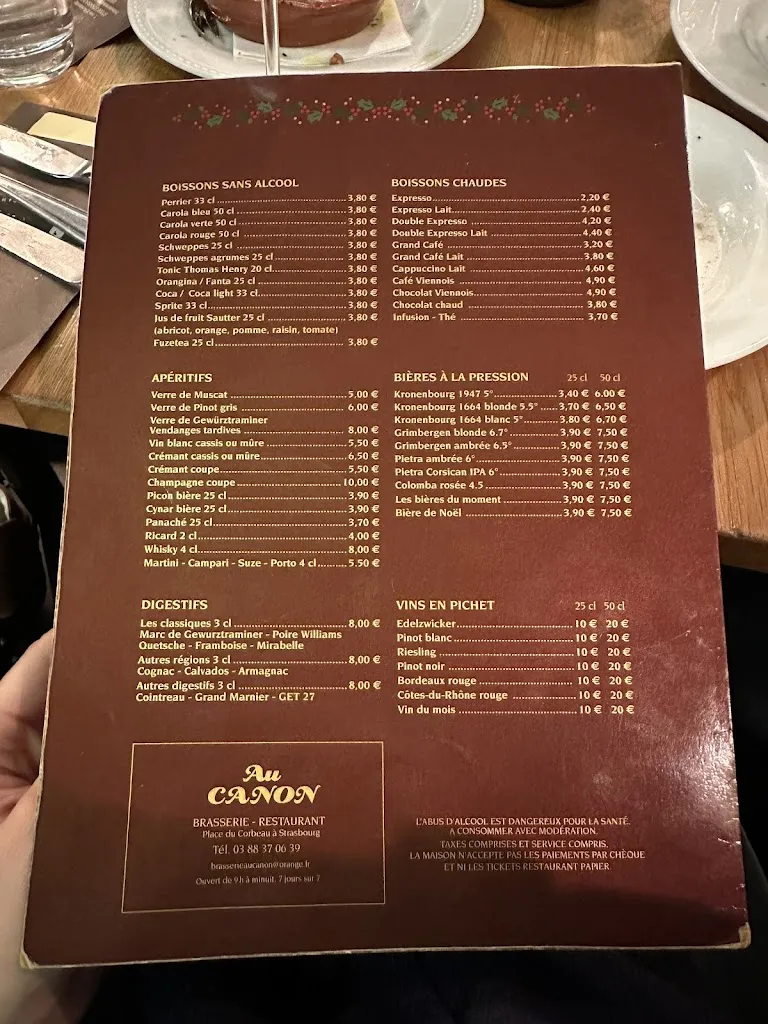 BOISSONS SANS ALCOOL
Perrier 33 cl 3,80 €
Carola bleu 50 cl 3,80 €
Carola verte 50 cl 3,80 €
Carola rouge 50 cl 3,80 €
Schweppes 25 cl 3,80 €
Schweppes agrumes 25 cl 3,80 €
Tonic Thomas Henry 20 cl 3,80 €
Orangina / Fanta 25 cl 3,80 €
Coca / Coca light 33 cl 3,80 €
Sprite 33 cl 3,80 €
Jus de fruit Sautter 25 cl 3,80 €
(abricot, orange, pomme, raisin, tomate)
Fuzetea 25 cl 3,80 €
BOISSONS CHAUDES
Expresso 2,20 €
Expresso Lait 2,40 €
Double Expresso 4,20 €
Double Expresso Lait 4,40 €
Grand Café 3,20 €
Grand Café Lait 3,80 €
Cappuccino Lait 4,60 €
Café Viennois 4,90 €
Chocolat Viennois 4,90 €
Chocolat chaud 3,80 €
Infusion - Thé 3,70 €
APÉRITIFS
Verre de Muscat 5,00 €
Verre de Pinot gris 6,00 €
Verre de Gewürztraminer
Vendanges tardives 8,00 €
Vin blanc cassis ou mûre 5,50 €
Crémant cassis ou mûre 6,50 €
Crémant coupe 5,50 €
Champagne coupe 10,00 €
Picon bière 25 cl 3,90 €
Cynar bière 25 cl 3,90 €
Panaché 25 cl 3,70 €
Ricard 2 cl 4,00 €
Whisky 4 cl 8,00 €
Martini - Campari - Suze - Porto 4 cl 5.50 €
BIÈRES À LA PRESSION 25 cl 50 cl
Kronenbourg 1947 5° 3,40 € 6.00 €
Kronenbourg 1664 blonde 5.5° 3,70 € 6,50 €
Kronenbourg 1664 blanc 5° 3,80 € 6,70 €
Grimbergen blonde 6.7° 3,90 € 7,50 €
Grimbergen ambrée 6.5° 3,90 € 7,50 €
Pietra ambrée 6° 3,90 € 7,50 €
Pietra Corsican IPA 6° 3,90 € 7,50 €
Colomba rosée 4.5 3,90 € 7,50 €
Les bières du moment 3,90 € 7,50 €
Bière de Noël 3,90 € 7,50 €
DIGESTIFS
Les classiques 3 cl 8,00 €
Marc de Gewurztraminer - Poire Williams
Quetsche - Framboise - Mirabelle
Autres régions 3 cl 8,00 €
Cognac - Calvados - Armagnac
Autres digestifs 3 cl 8,00 €
Cointreau - Grand Marnier - GET 27
VINS EN PICHET 25 cl 50 cl
Edelzwicker 10 € 20 €
Pinot blanc 10 € 20 €
Riesling 10 € 20 €
Pinot noir 10 € 20 €
Bordeaux rouge 10 € 20 €
Côtes-du-Rhône rouge 10 € 20 €
Vin du mois 10 € 20 €
Au
CANON
BRASSERIE - RESTAURANT
Place du Corbeau à Strasbourg
Tél. 03 88 37 06 39
brasserieaucanon@orange.fr
Ouvert de 9h à minuit, 7 jours sur 7
L'ABUS D'ALCOOL EST DANGEREUX POUR LA SANTÉ.
A CONSOMMER AVEC MODÉRATION.
TAXES COMPRISES ET SERVICE COMPRIS.
LA MAISON N'ACCEPTE PAS LES PAIEMENTS PAR CHÈQUE
ET NI LES TICKETS RESTAURANT PAPIER.